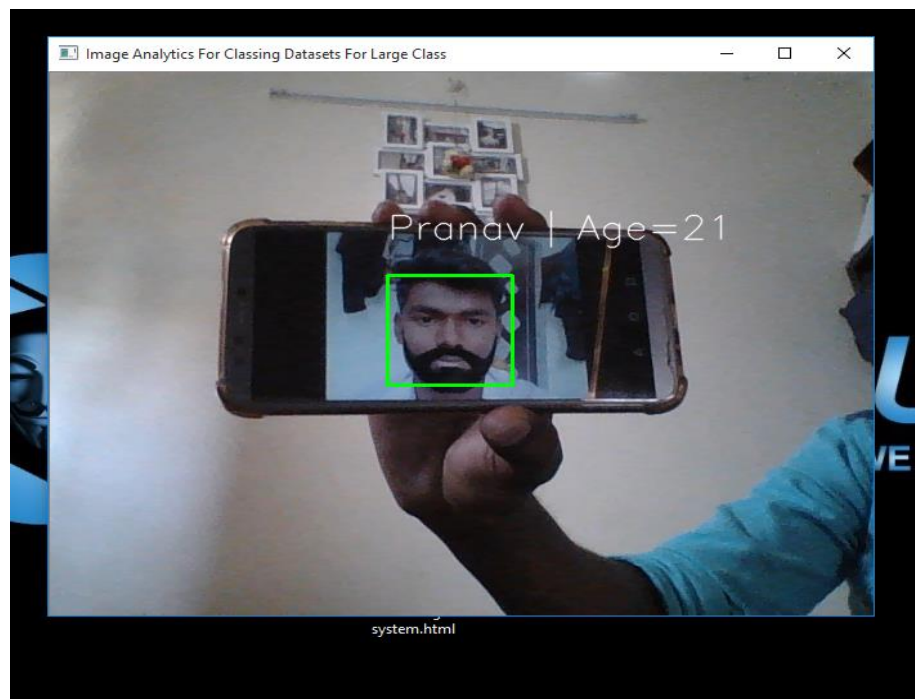 Image Analytics For Classing Datasets For Large Class
Pranav | Age=21
system.html